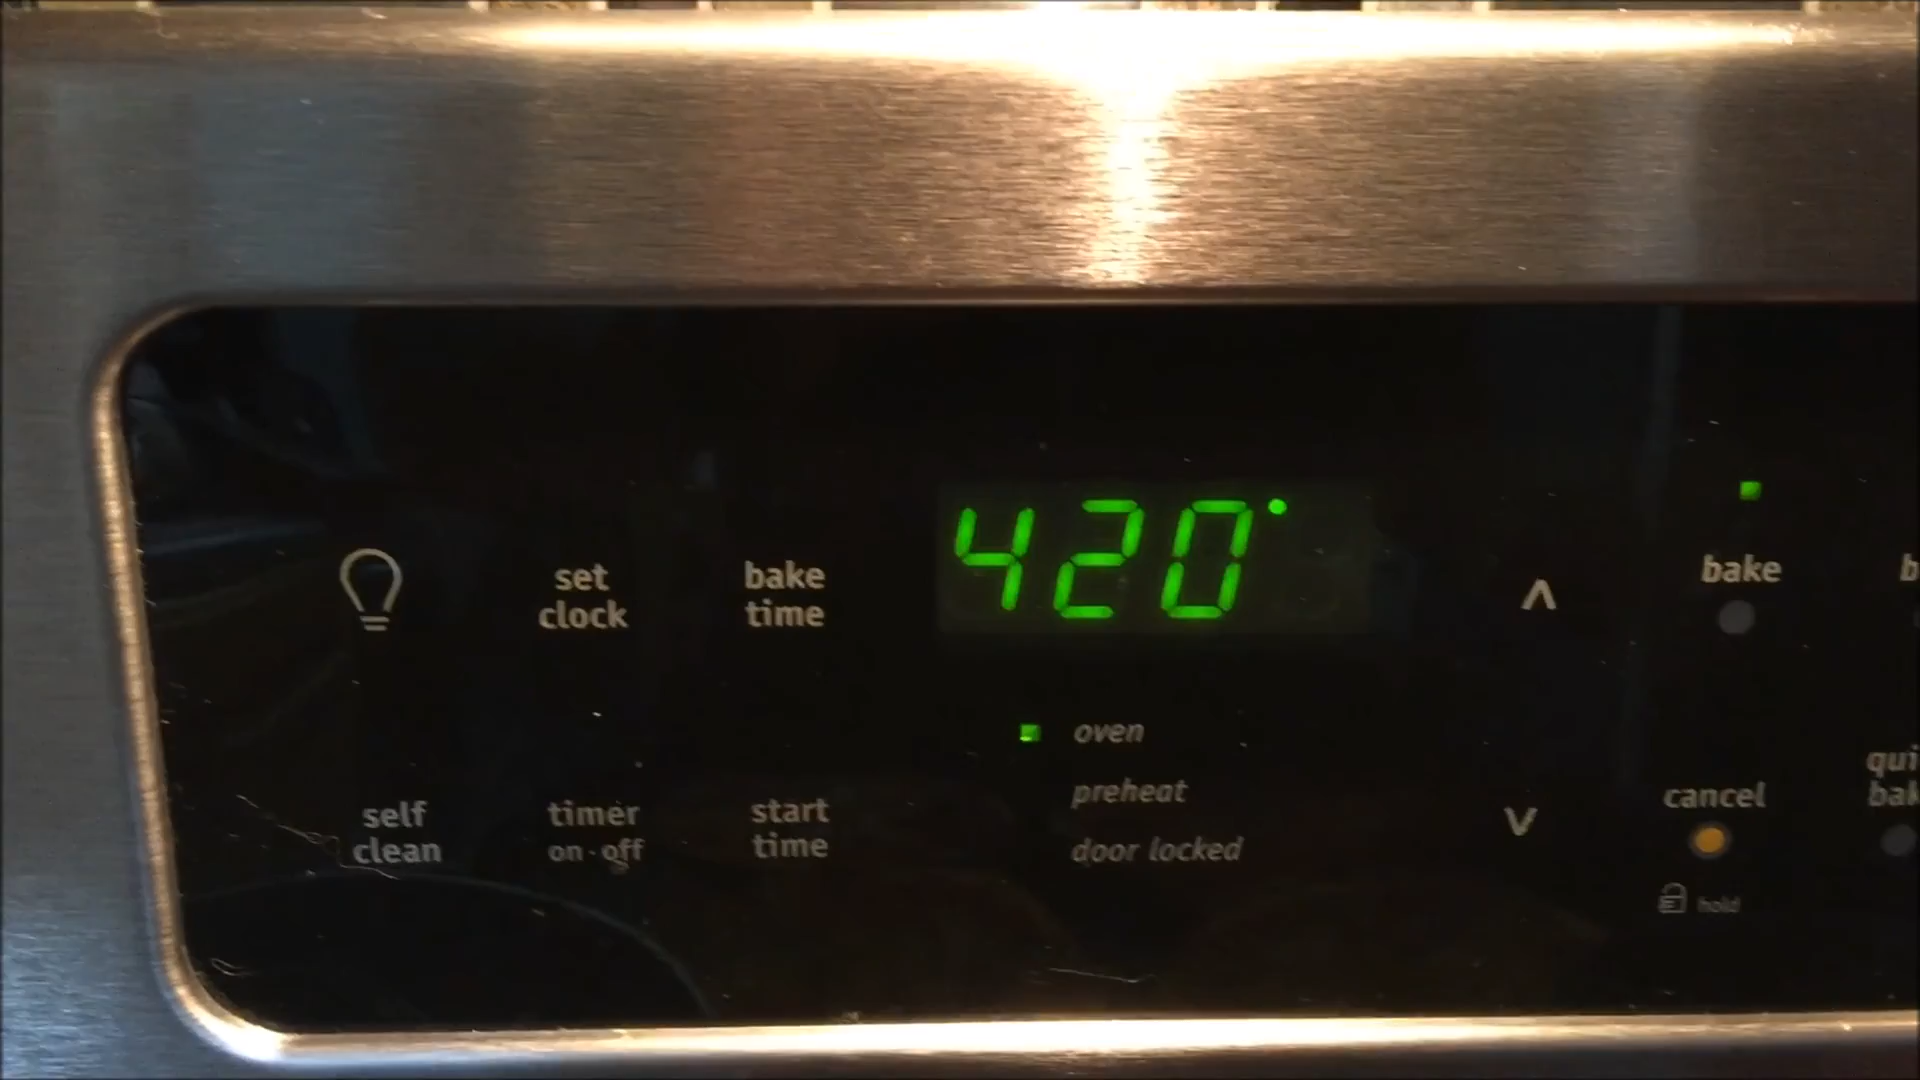 420°
set
clock
bake
time
bake
oven
preheat
door locked
self
clean
timer
on·off
start
time
cancel
hold